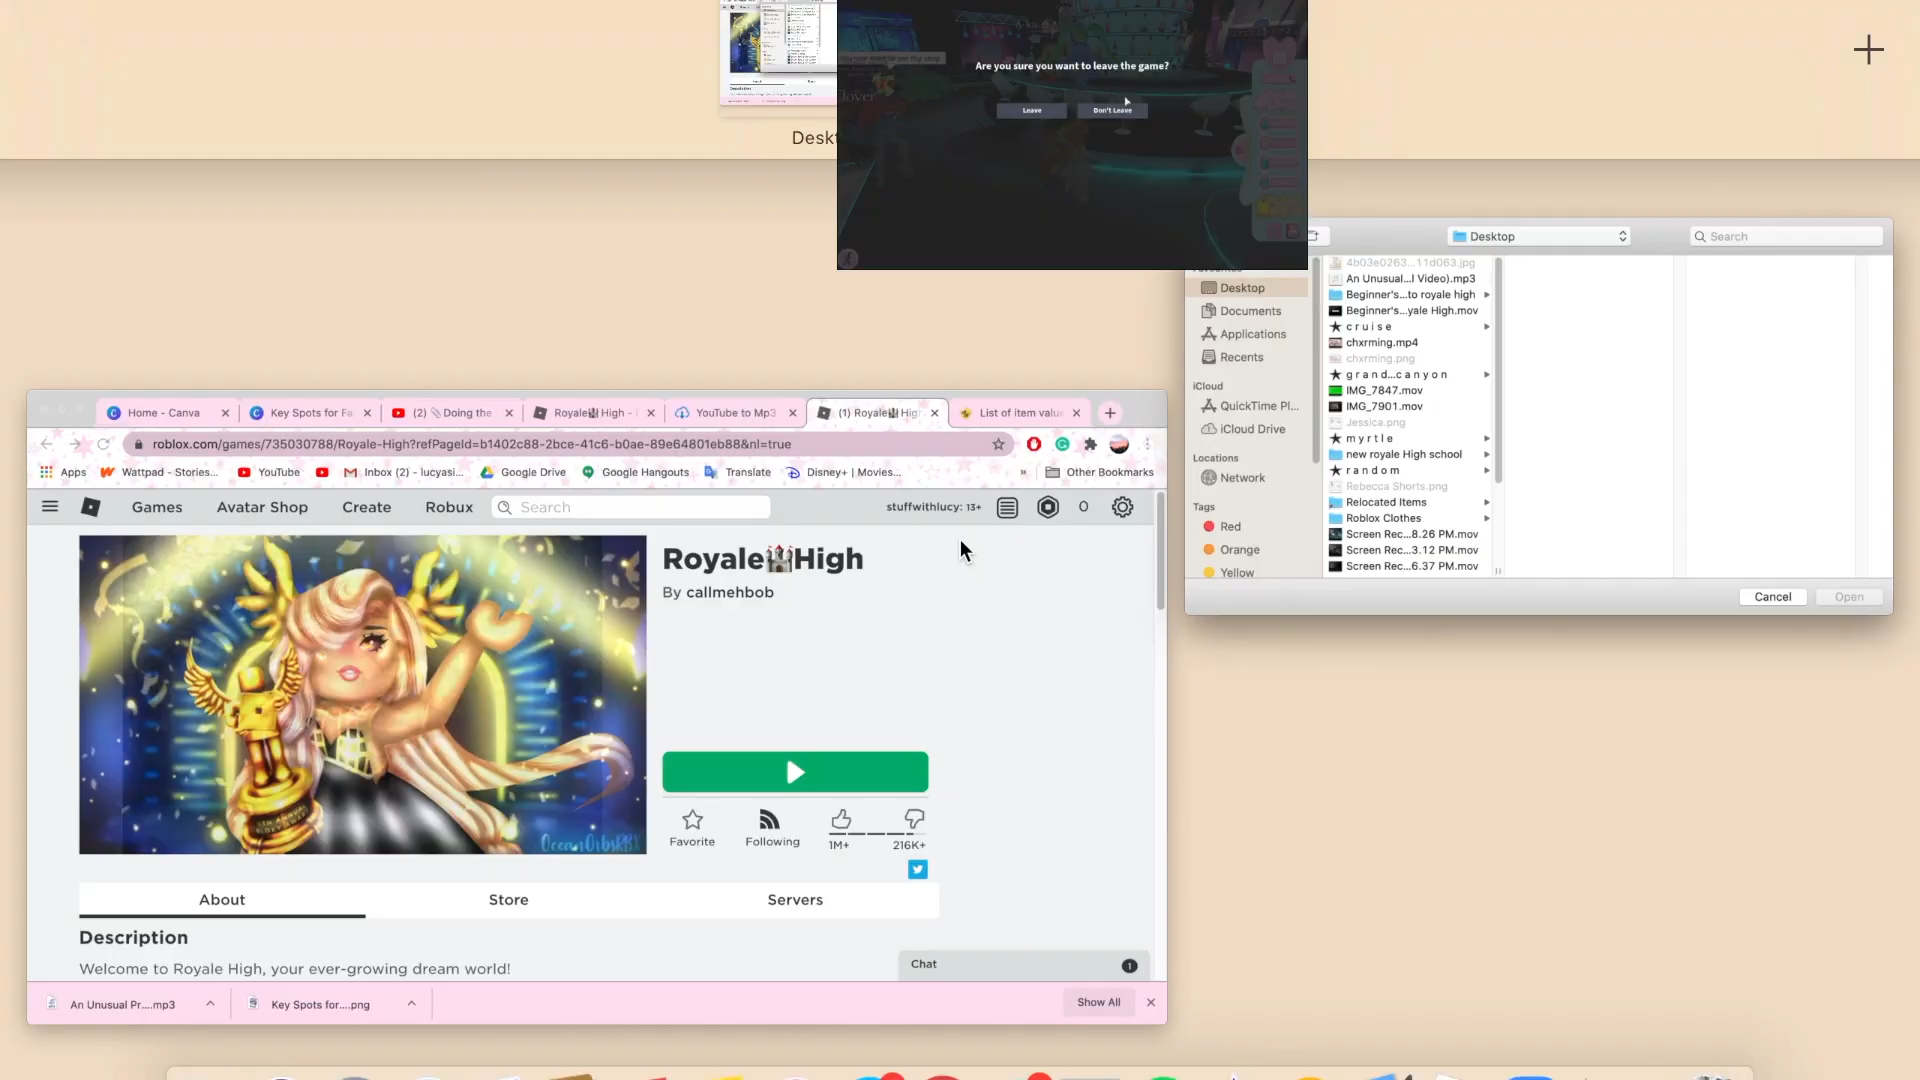 Are you sure you want to leave the game?
Leave
Don't Leave
Desktop
Search
Desktop
Documents
Applications
Recents
iCloud
QuickTime Pl...
iCloud Drive
Locations
Network
Tags
Red
Orange
Yellow
4b03e0263...11d063.jpg
An Unusual...l Video).mp3
Beginner's...to royale high
Beginner's...yale High.mov
c r u i s e
chxrming.mp4
chxrming.png
g r a n d...c a n y o n
IMG_7847.mov
IMG_7901.mov
Jessica.png
m y r t l e
new royale High school
r a n d o m
Rebecca Shorts.png
Relocated Items
Roblox Clothes
Screen Rec...8.26 PM.mov
Screen Rec...3.12 PM.mov
Screen Rec...6.37 PM.mov
Cancel
Open
Home - Canva
Key Spots for Fa
(2) 📎Doing the
Royale🏰High -
YouTube to Mp3
(1) Royale🏰High
List of item value
roblox.com/games/735030788/Royale-High?refPageId=b1402c88-2bce-41c6-b0ae-89e64801eb88&nl=true
Apps
Wattpad - Stories...
YouTube
Inbox (2) - lucyasi...
Google Drive
Google Hangouts
Translate
Disney+ | Movies...
»
Other Bookmarks
Games
Avatar Shop
Create
Robux
Search
stuffwithlucy: 13+
0
Royale🏰High
By callmehbob
OceanOrbsRBX
Favorite
Following
1M+
216K+
About
Store
Servers
Description
Welcome to Royale High, your ever-growing dream world!
Chat
1
An Unusual Pr....mp3
Key Spots for....png
Show All